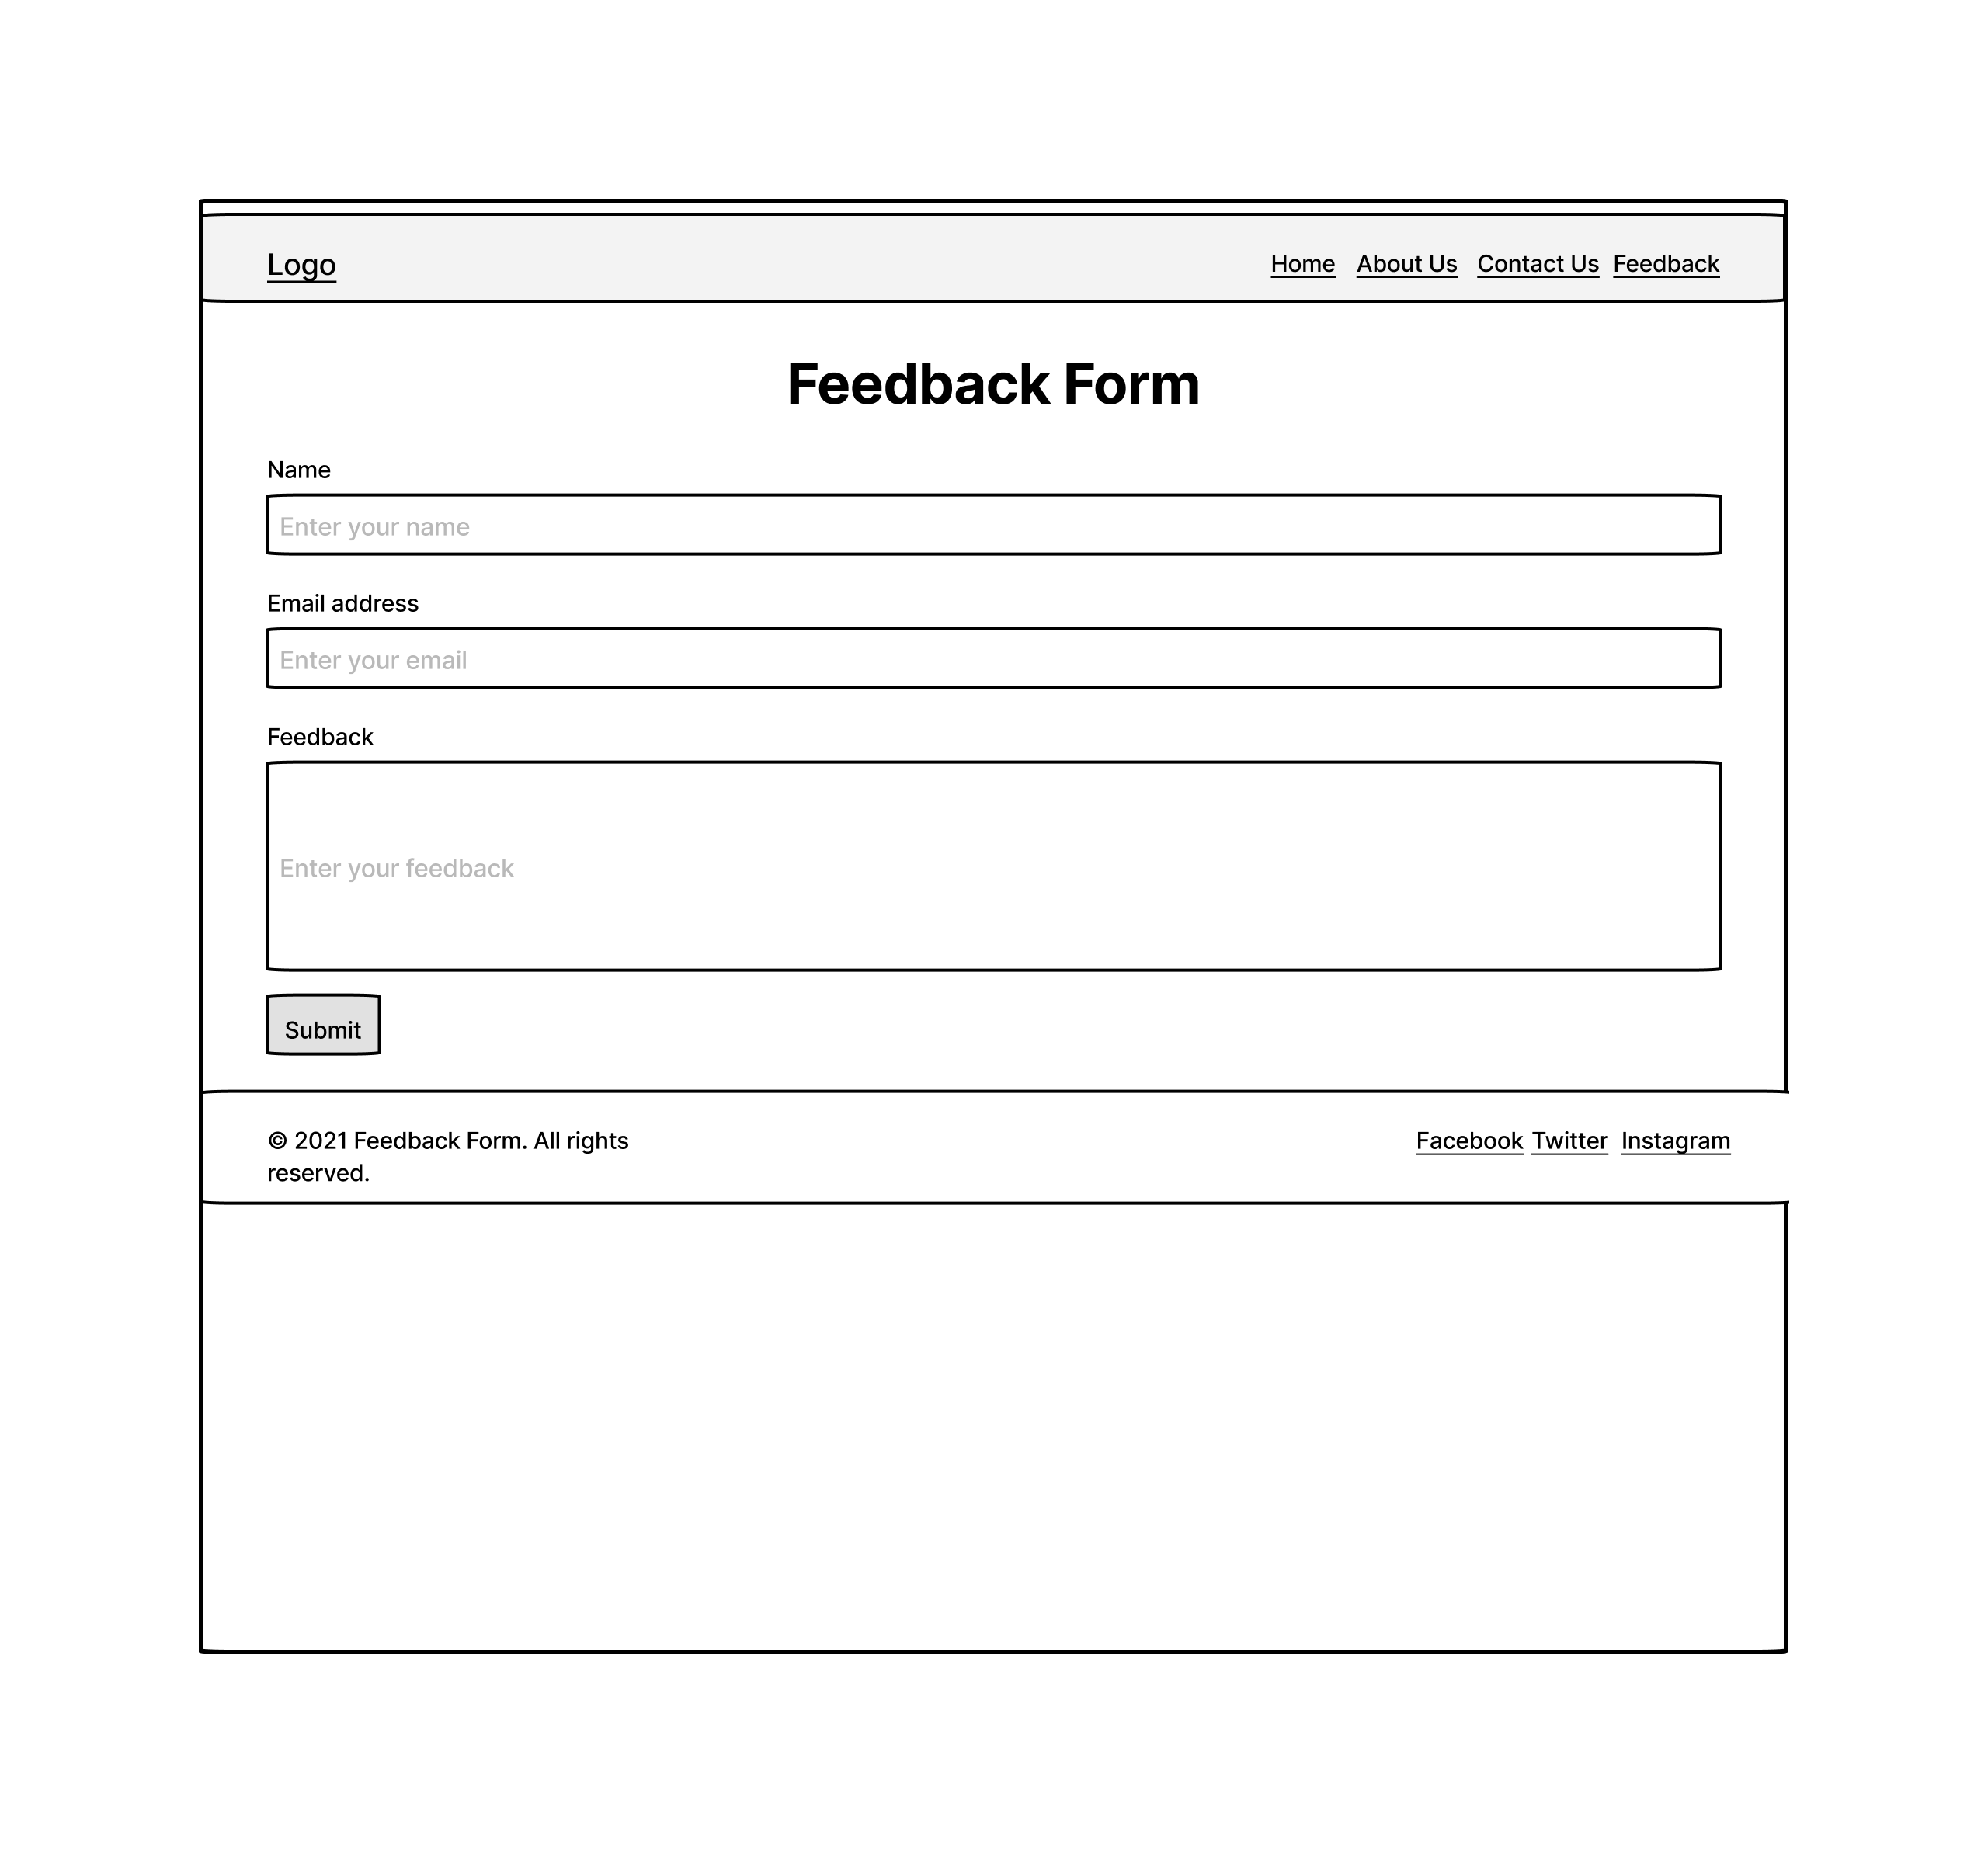 Logo Home About Us Contact Us Feedback
Feedback Form
Name
Enter your name
Email address
Enter your email
Feedback
Enter your feedback
Submit
© 2021 Feedback Form. All rights
reserved.
Facebook Twitter Instagram